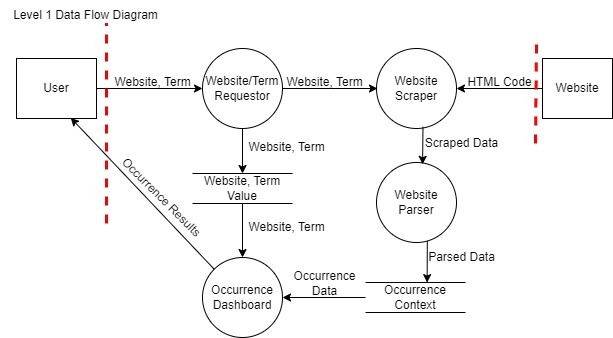 Level 1 Data Flow Diagram
User
Website, Term
Website/Term
Requestor
Website, Term
Website
Scraper
HTML Code
Website
Website, Term
Scraped Data
Website, Term
Value
Website
Parser
Occurrence Results
Website, Term
Parsed Data
Occurrence
Dashboard
Occurrence
Data
Occurrence
Context